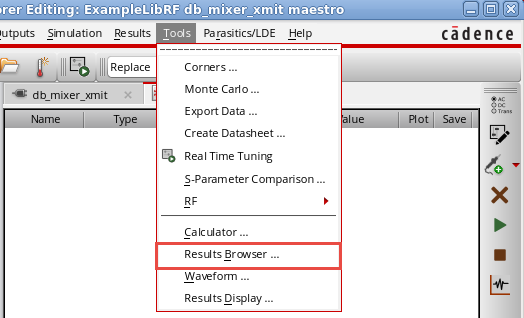 rer Editing: ExampleLibRF db_mixer_xmit maestro
utputs Simulation Results Tools Parasitics/LDE Help cādence
Replace
db_mixer_xmit
Name Type Value Plot Save
AC
DC
Trans
Corners ...
Monte Carlo ...
Export Data ...
Create Datasheet ...
Real Time Tuning
S-Parameter Comparison ...
RF
Calculator ...
Results Browser ...
Waveform ...
Results Display ...